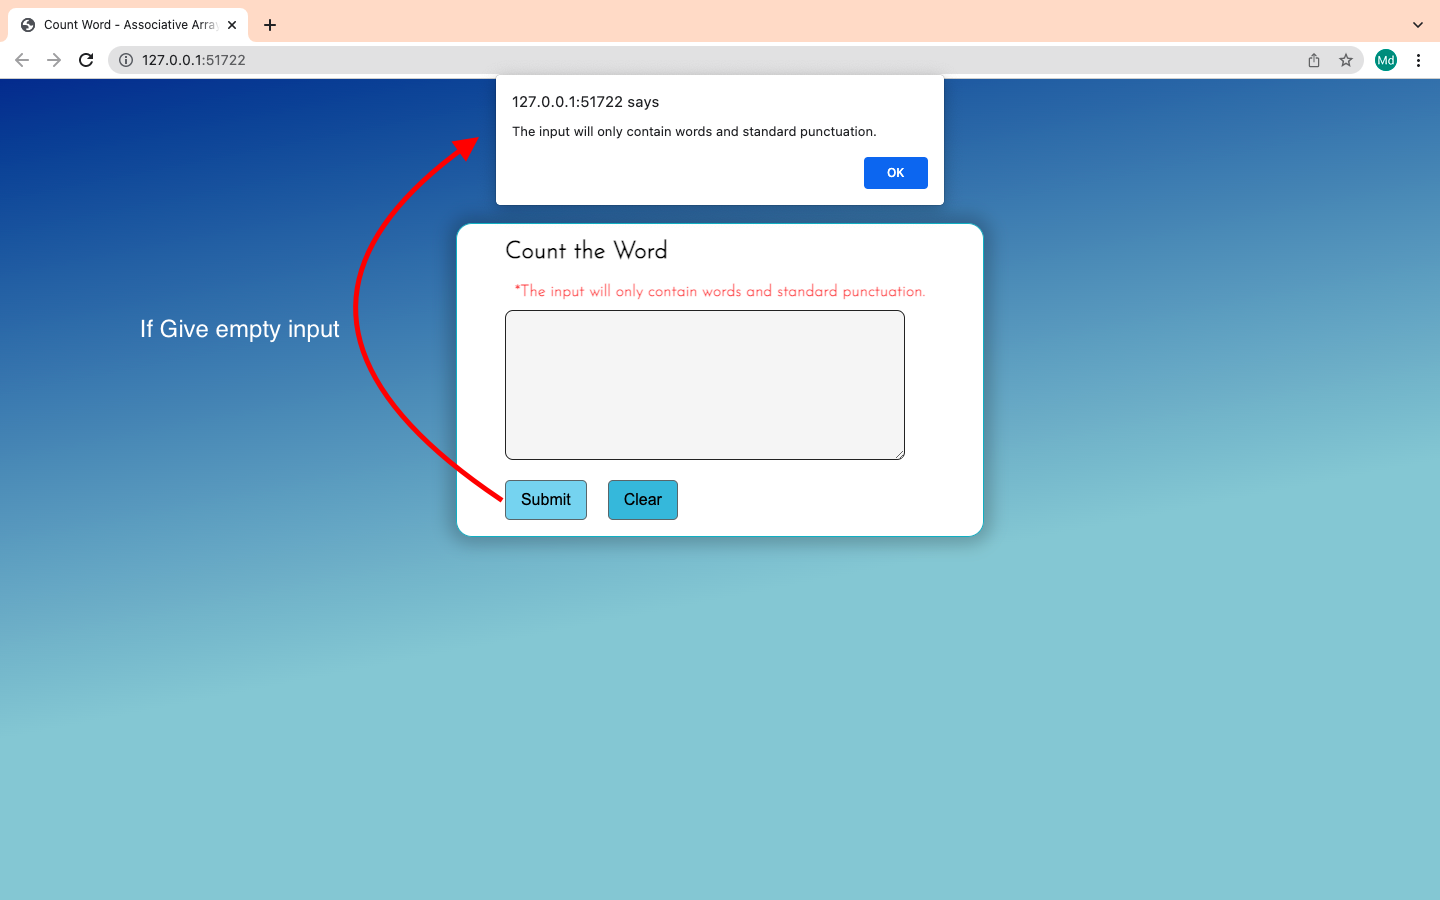 Count Word - Associative Arra
127.0.0.1:51722
Md
127.0.0.1:51722 says
The input will only contain words and standard punctuation.
OK
Count the Word
*The input will only contain words and standard punctuation.
If Give empty input
Submit
Clear